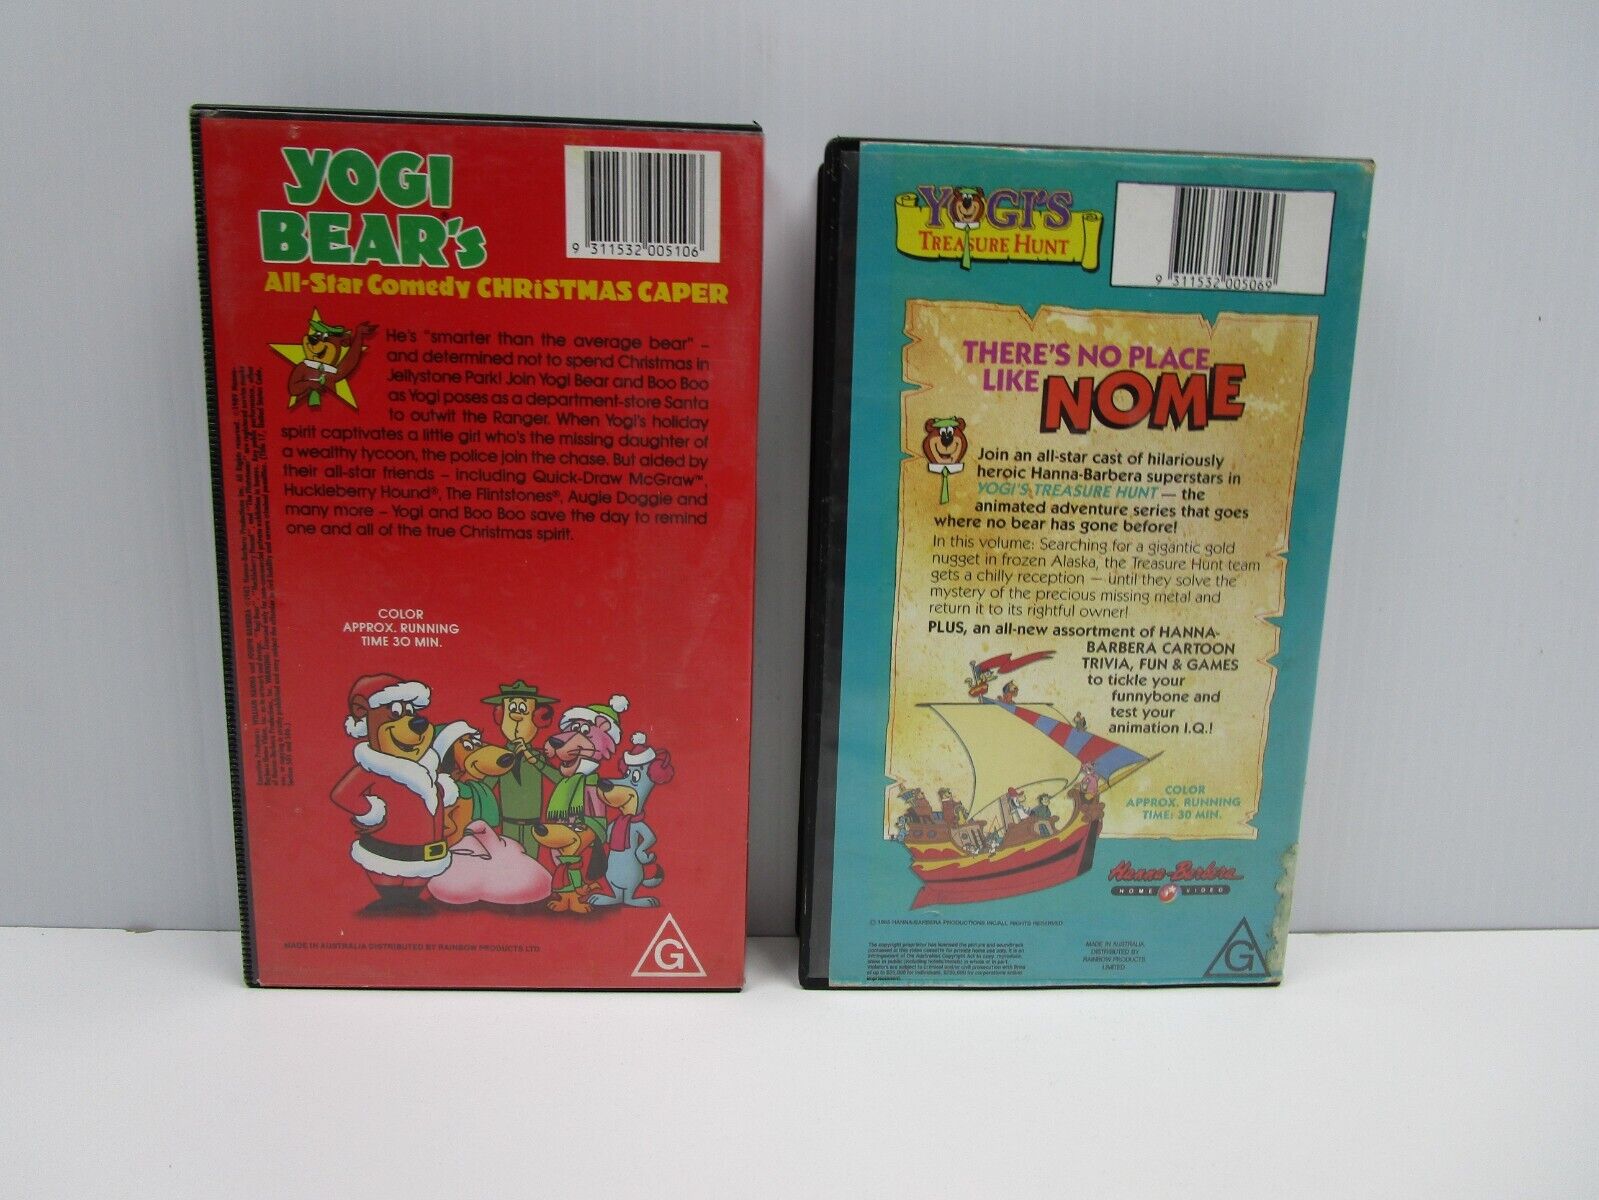 YOGI
BEAR'S
All-Star Comedy CHRiSTMAS CAPER
9 311532 005106
He's "smarter than the average bear" –
and determined not to spend Christmas in
Jellystone Park! Join Yogi Bear and Boo Boo
as Yogi poses as a department-store Santa
to outwit the Ranger. When Yogi's holiday
spirit captivates a little girl who's the missing daughter of
a wealthy tycoon, the police join the chase. But aided by
their all-star friends – including Quick-Draw McGraw™,
Huckleberry Hound®, The Flintstones®, Augie Doggie and
many more – Yogi and Boo Boo save the day to remind
one and all of the true Christmas spirit.
COLOR
APPROX. RUNNING
TIME 30 MIN.
MADE IN AUSTRALIA DISTRIBUTED BY RAINBOW PRODUCTS LTD
G
YOGI'S
TREASURE HUNT
9 311532 005069
THERE'S NO PLACE
LIKE NOME
Join an all-star cast of hilariously
heroic Hanna-Barbera superstars in
YOGI'S TREASURE HUNT — the
animated adventure series that goes
where no bear has gone before!
In this volume: Searching for a gigantic gold
nugget in frozen Alaska, the Treasure Hunt team
gets a chilly reception — until they solve the
mystery of the precious missing metal and
return it to its rightful owner!
PLUS, an all-new assortment of HANNA-
BARBERA CARTOON
TRIVIA, FUN & GAMES
to tickle your
funnybone and
test your
animation I.Q.!
COLOR
APPROX. RUNNING
TIME: 30 MIN.
Hanna-Barbera
HOME VIDEO
© 1985 HANNA-BARBERA PRODUCTIONS INC/ALL RIGHTS RESERVED
MADE IN AUSTRALIA
DISTRIBUTED BY
RAINBOW PRODUCTS
LIMITED
G